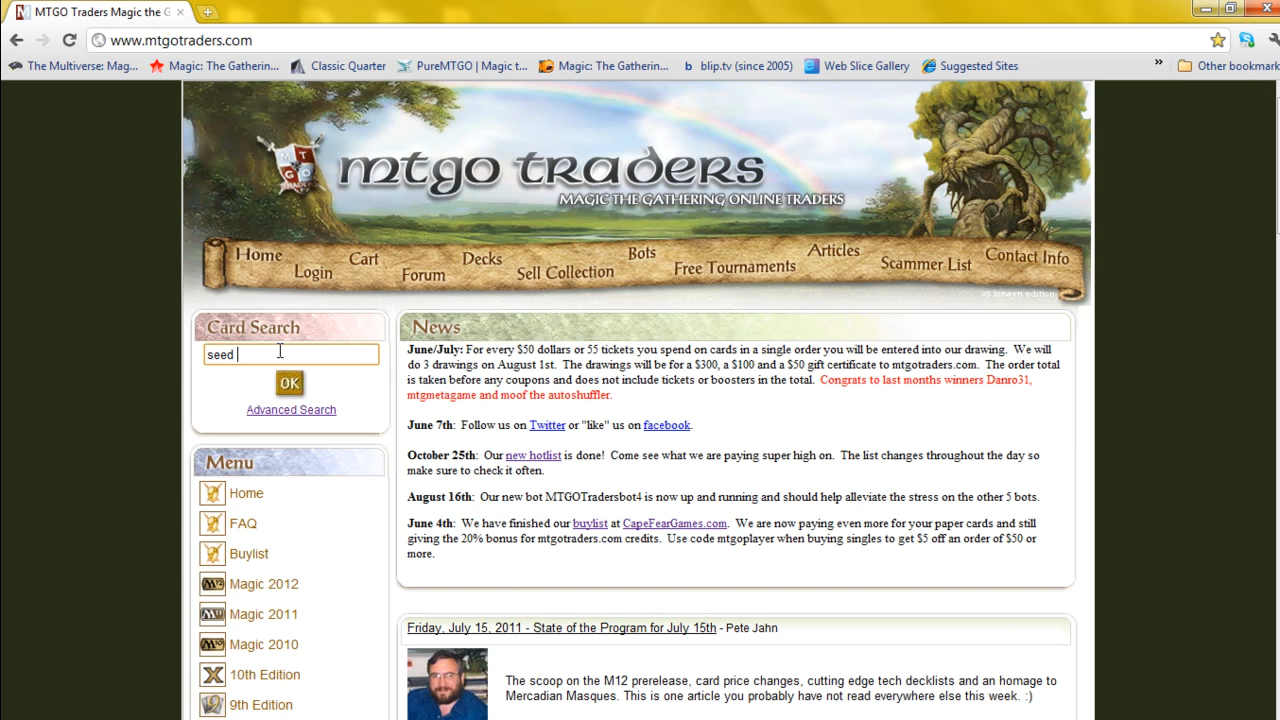 MTGO Traders Magic the G
www.mtgotraders.com
The Multiverse: Mag... Magic: The Gatherin... Classic Quarter PureMTGO | Magic t... Magic: The Gatherin... b blip.tv (since 2005) Web Slice Gallery Suggested Sites » Other bookmark
MTGO
mtgo traders
MAGIC THE GATHERING ONLINE TRADERS
Home Login Cart Forum Decks Sell Collection Bots Free Tournaments Articles Scammer List Contact Info
v5 lorwyn edition
Card Search
seed
OK
Advanced Search
Menu
Home
FAQ
Buylist
Magic 2012
Magic 2011
Magic 2010
10th Edition
9th Edition
News
June/July: For every $50 dollars or 55 tickets you spend on cards in a single order you will be entered into our drawing. We will
do 3 drawings on August 1st. The drawings will be for a $300, a $100 and a $50 gift certificate to mtgotraders.com. The order total
is taken before any coupons and does not include tickets or boosters in the total. Congrats to last months winners Danro31,
mtgmetagame and moof the autoshuffler.
June 7th: Follow us on Twitter or "like" us on facebook.
October 25th: Our new hotlist is done! Come see what we are paying super high on. The list changes throughout the day so
make sure to check it often.
August 16th: Our new bot MTGOTradersbot4 is now up and running and should help alleviate the stress on the other 5 bots.
June 4th: We have finished our buylist at CapeFearGames.com. We are now paying even more for your paper cards and still
giving the 20% bonus for mtgotraders.com credits. Use code mtgoplayer when buying singles to get $5 off an order of $50 or
more.
Friday, July 15, 2011 - State of the Program for July 15th - Pete Jahn
The scoop on the M12 prerelease, card price changes, cutting edge tech decklists and an homage to
Mercadian Masques. This is one article you probably have not read everywhere else this week. :)